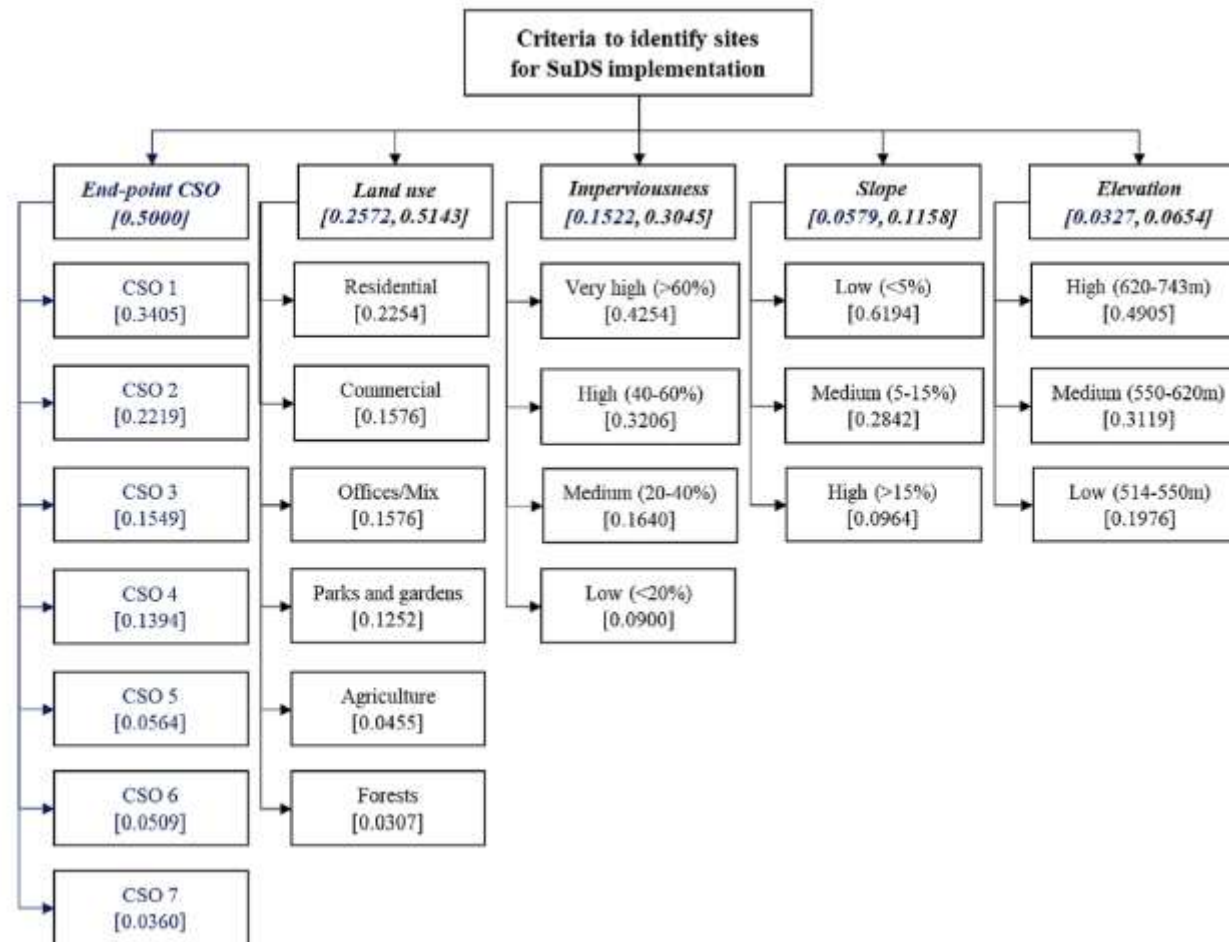 Criteria to identify sites
for SuDS implementation
End-point CSO
[0.5000]
CSO 1
[0.3405]
CSO 2
[0.2219]
CSO 3
[0.1549]
CSO 4
[0.1394]
CSO 5
[0.0564]
CSO 6
[0.0509]
CSO 7
[0.0360]
Land use
[0.2572, 0.5143]
Residential
[0.2254]
Commercial
[0.1576]
Offices/Mix
[0.1576]
Parks and gardens
[0.1252]
Agriculture
[0.0455]
Forests
[0.0307]
Imperviousness
[0.1522, 0.3045]
Very high (>60%)
[0.4254]
High (40-60%)
[0.3206]
Medium (20-40%)
[0.1640]
Low (<20%)
[0.0900]
Slope
[0.0579, 0.1158]
Low (<5%)
[0.6194]
Medium (5-15%)
[0.2842]
High (>15%)
[0.0964]
Elevation
[0.0327, 0.0654]
High (620-743m)
[0.4905]
Medium (550-620m)
[0.3119]
Low (514-550m)
[0.1976]